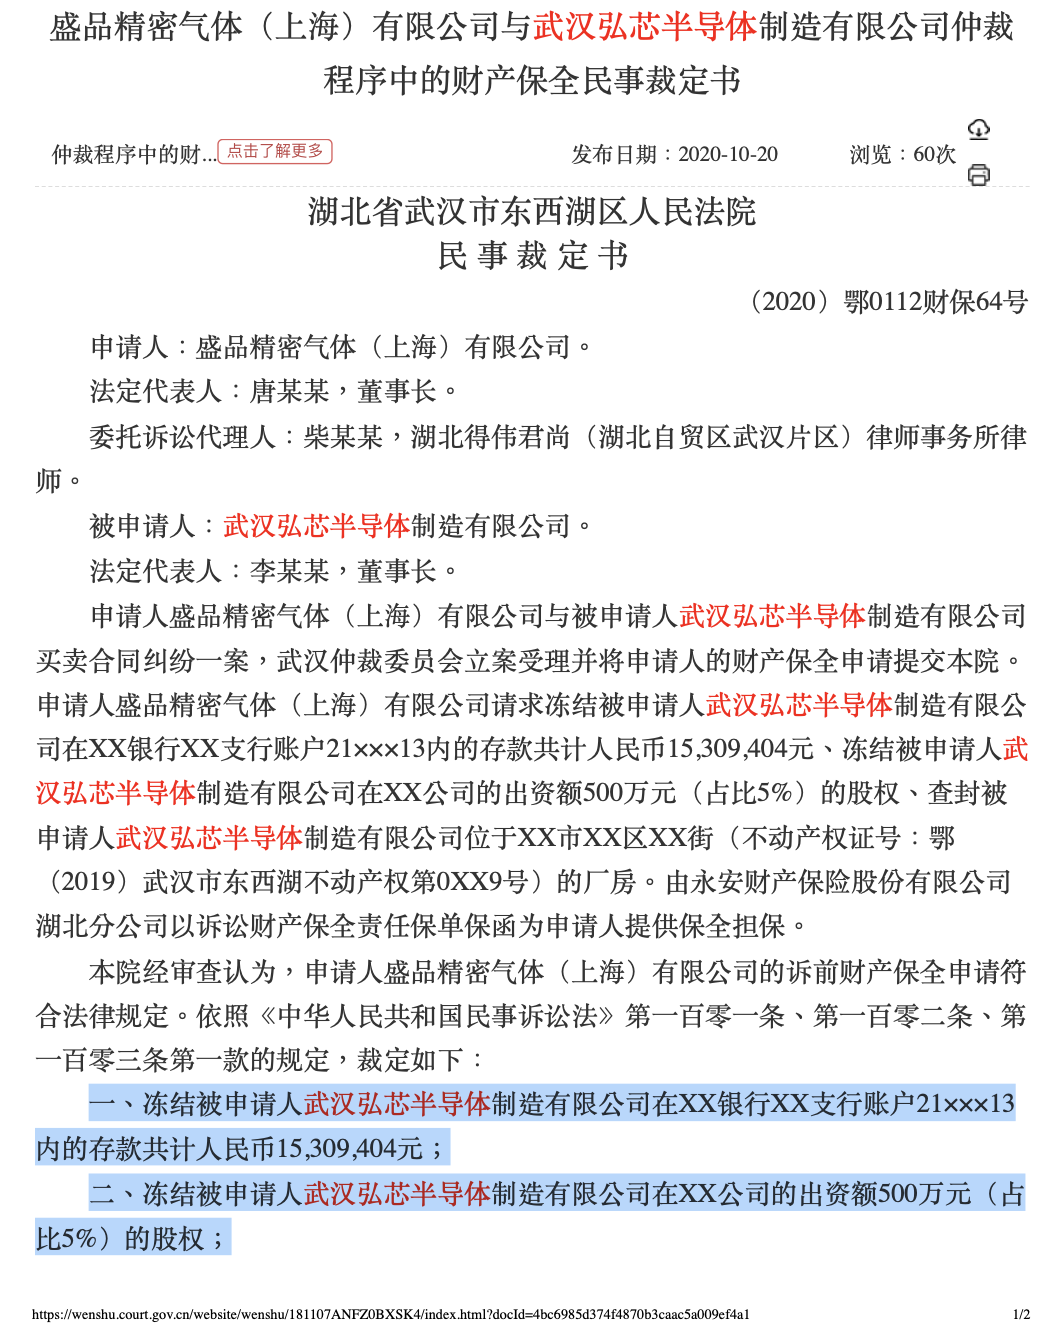 盛品精密气体（上海）有限公司与武汉弘芯半导体制造有限公司仲裁
程序中的财产保全民事裁定书
仲裁程序中的财... 点击了解更多 发布日期：2020-10-20 浏览：60次
湖北省武汉市东西湖区人民法院
民 事 裁 定 书
（2020）鄂0112财保64号
申请人：盛品精密气体（上海）有限公司。
法定代表人：唐某某，董事长。
委托诉讼代理人：柴某某，湖北得伟君尚（湖北自贸区武汉片区）律师事务所律
师。
被申请人：武汉弘芯半导体制造有限公司。
法定代表人：李某某，董事长。
申请人盛品精密气体（上海）有限公司与被申请人武汉弘芯半导体制造有限公司
买卖合同纠纷一案，武汉仲裁委员会立案受理并将申请人的财产保全申请提交本院。
申请人盛品精密气体（上海）有限公司请求冻结被申请人武汉弘芯半导体制造有限公
司在XX银行XX支行账户21×××13内的存款共计人民币15,309,404元、冻结被申请人武
汉弘芯半导体制造有限公司在XX公司的出资额500万元（占比5%）的股权、查封被
申请人武汉弘芯半导体制造有限公司位于XX市XX区XX街（不动产权证号：鄂
（2019）武汉市东西湖不动产权第0XX9号）的厂房。由永安财产保险股份有限公司
湖北分公司以诉讼财产保全责任保单保函为申请人提供保全担保。
本院经审查认为，申请人盛品精密气体（上海）有限公司的诉前财产保全申请符
合法律规定。依照《中华人民共和国民事诉讼法》第一百零一条、第一百零二条、第
一百零三条第一款的规定，裁定如下：
一、冻结被申请人武汉弘芯半导体制造有限公司在XX银行XX支行账户21×××13
内的存款共计人民币15,309,404元；
二、冻结被申请人武汉弘芯半导体制造有限公司在XX公司的出资额500万元（占
比5%）的股权；
https://wenshu.court.gov.cn/website/wenshu/181107ANFZ0BXSK4/index.html?docId=4bc6985d374f4870b3caac5a009ef4a1 1/2